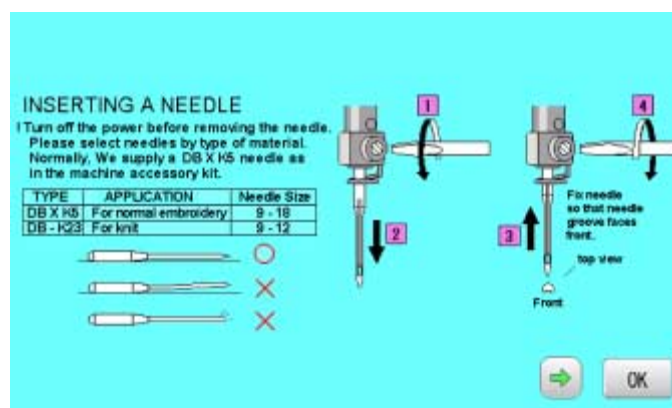 INSERTING A NEEDLE
! Turn off the power before removing the needle.
Please select needles by type of material.
Normally, We supply a DB X K5 needle as
in the machine accessory kit.
TYPE APPLICATION Needle Size
DB X K5 For normal embroidery 9 - 18
DB - K23 For knit 9 - 12
1
2
3
4
Fix needle
so that needle
groove faces
front.
top view
Front
OK